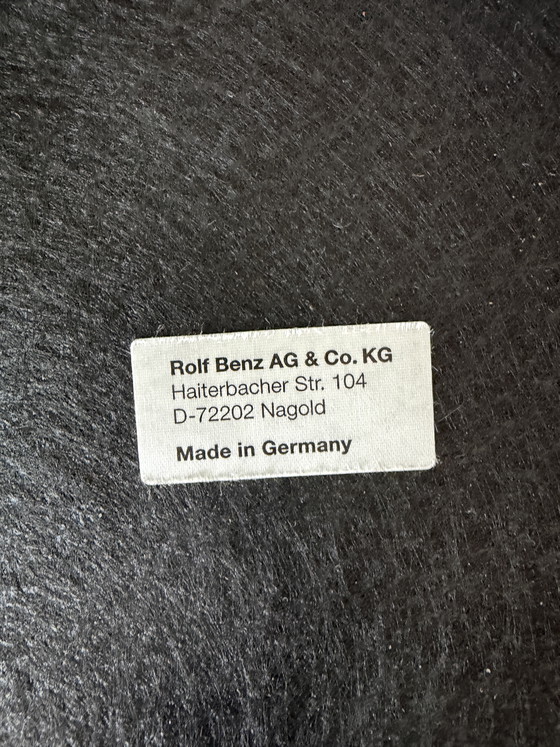 Rolf Benz AG & Co. KG
Haiterbacher Str. 104
D-72202 Nagold
Made in Germany